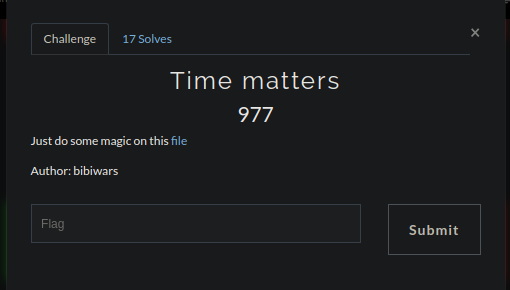 Challenge
17 Solves
×
Time matters
977
Just do some magic on this file
Author: bibiwars
Flag
Submit